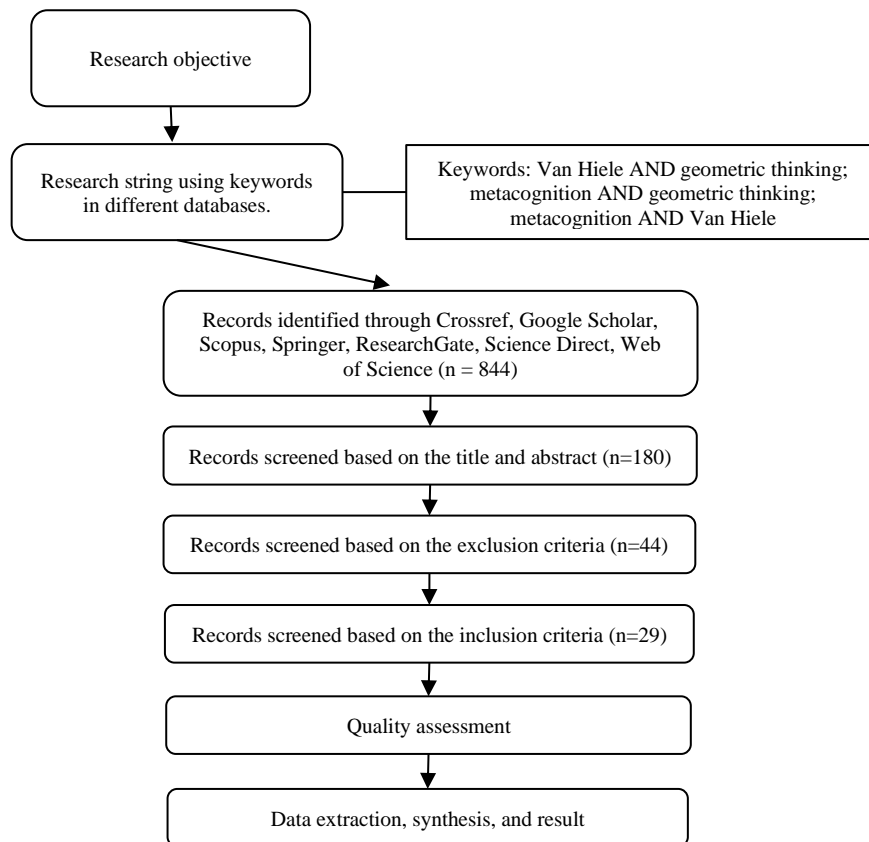 Research objective
Research string using keywords
in different databases.
Keywords: Van Hiele AND geometric thinking;
metacognition AND geometric thinking;
metacognition AND Van Hiele
Records identified through Crossref, Google Scholar,
Scopus, Springer, ResearchGate, Science Direct, Web
of Science (n = 844)
Records screened based on the title and abstract (n=180)
Records screened based on the exclusion criteria (n=44)
Records screened based on the inclusion criteria (n=29)
Quality assessment
Data extraction, synthesis, and result